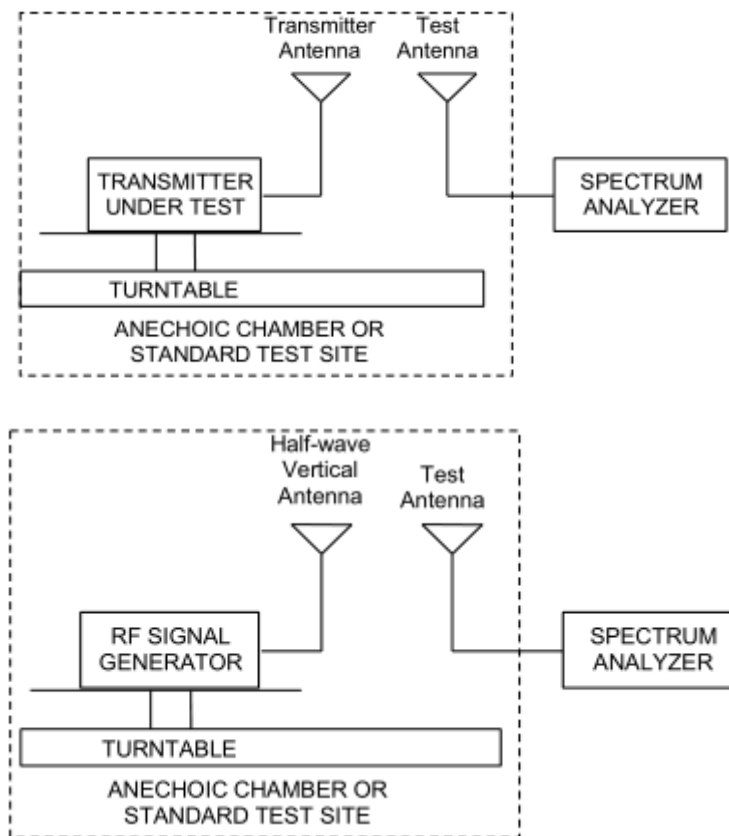 Transmitter
Antenna
Test
Antenna
TRANSMITTER
UNDER TEST
SPECTRUM
ANALYZER
TURNTABLE
ANECHOIC CHAMBER OR
STANDARD TEST SITE
Half-wave
Vertical
Antenna
Test
Antenna
RF SIGNAL
GENERATOR
SPECTRUM
ANALYZER
TURNTABLE
ANECHOIC CHAMBER OR
STANDARD TEST SITE